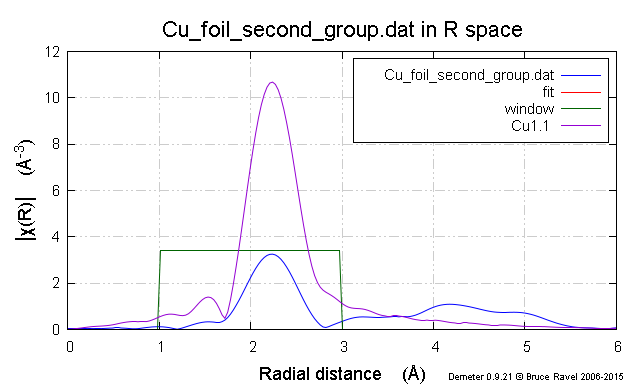 Cu_foil_second_group.dat in R space
12
10
8
6
4
2
0
|χ(R)| (Å⁻³)
Cu_foil_second_group.dat
fit
window
Cu1.1
0 1 2 3 4 5 6
Radial distance (Å)
Demeter 0.9.21 © Bruce Ravel 2006-2015